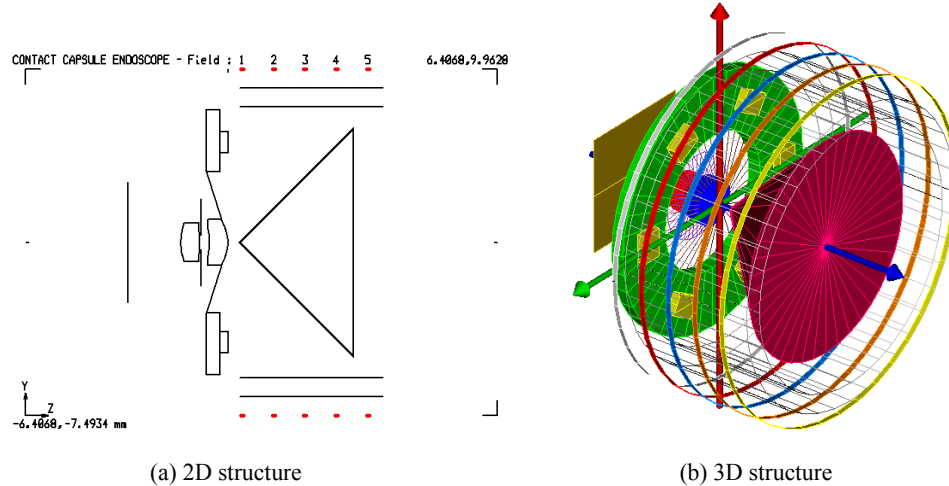 CONTACT CAPSULE ENDOSCOPE - Field : 1 2 3 4 5 6.4068,9.9628
Y
Z
-6.4068,-7.4934 mm
(a) 2D structure
(b) 3D structure